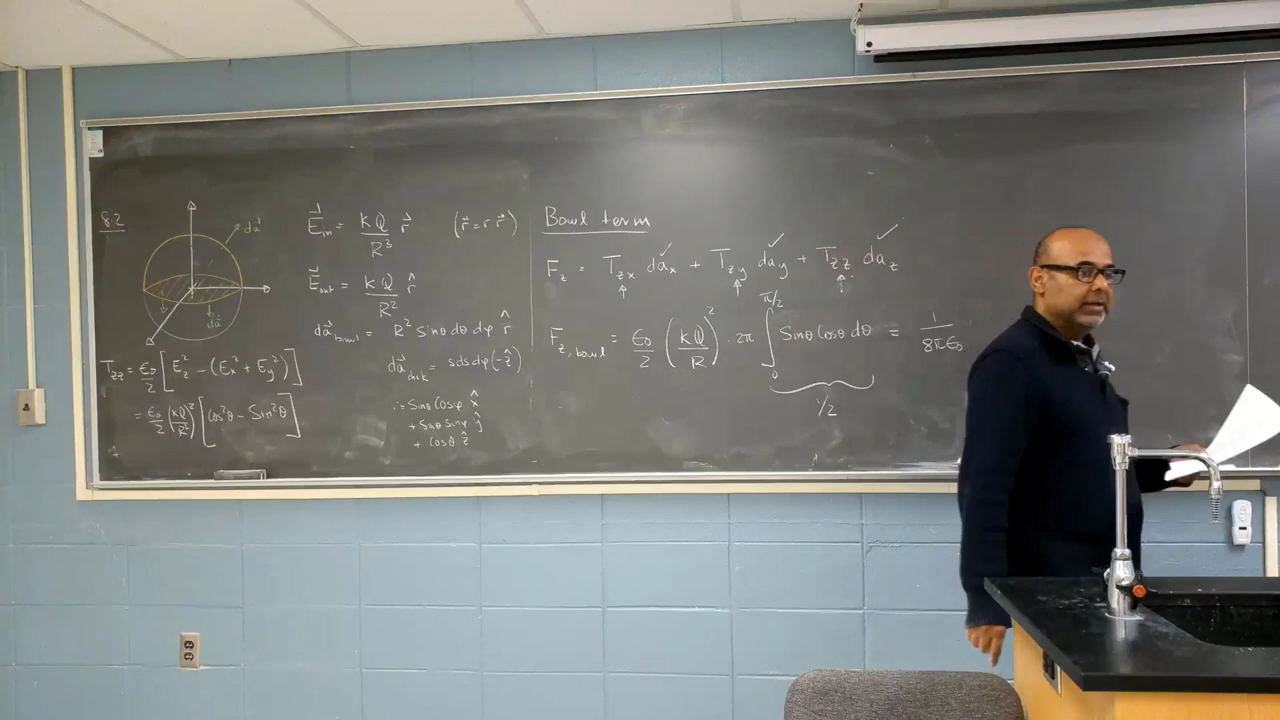 8.2
da⃗
da⃗
E⃗_in = kQ/R³ r⃗ (r⃗ = r r̂)
E⃗_out = kQ/R² r̂
da⃗_bowl = R² Sinθ dθ dφ r̂
da⃗_disk = s ds dφ (-ẑ)
Sinθ Cosφ x̂
+ Sinθ Sinφ ŷ
+ Cosθ ẑ
T_zz = ε₀/2 [E_z² - (E_x² + E_y²)]
= ε₀/2 (kQ/R²)² [Cos²θ - Sin²θ]
Bowl term
F_z = T_zx da_x + T_zy da_y + T_zz da_z
F_z,bowl = ε₀/2 (kQ/R)² · 2π ∫₀^π/2 Sinθ Cosθ dθ = 1/8πε₀
1/2